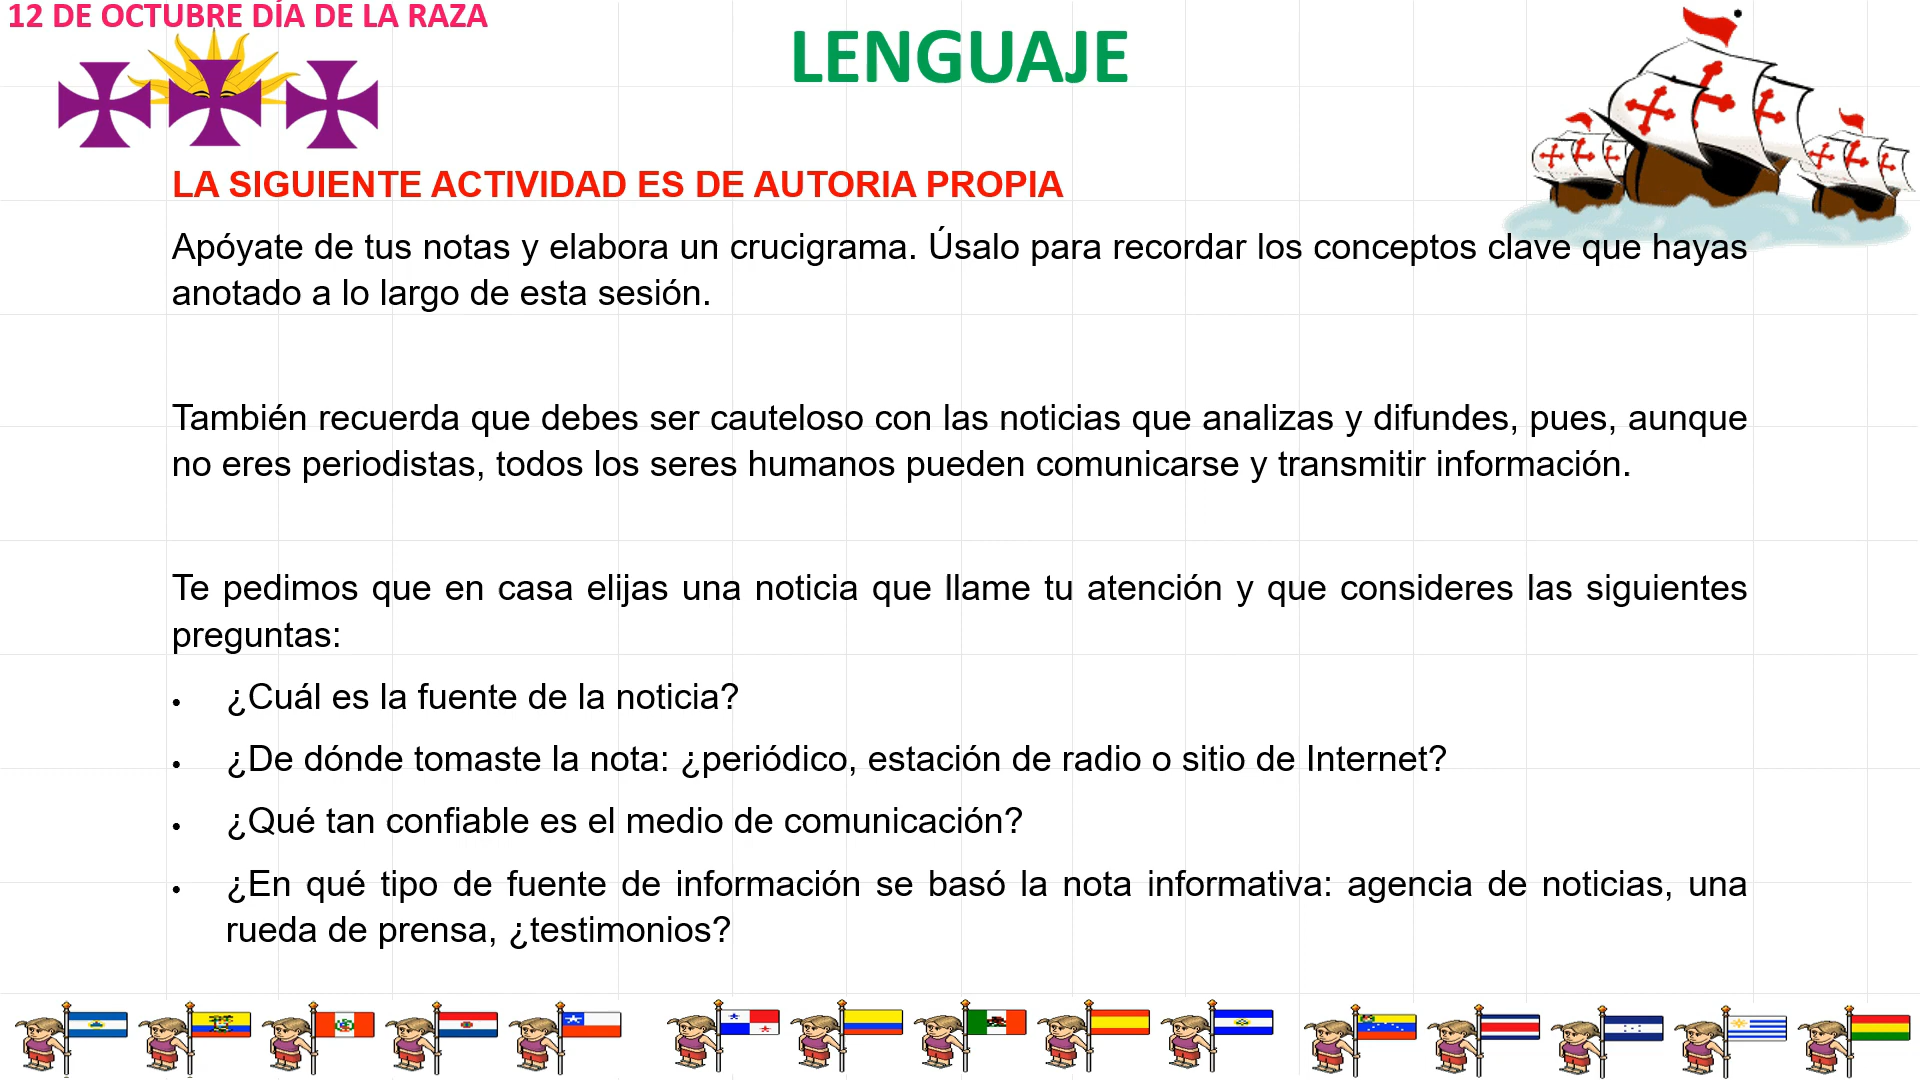 12 DE OCTUBRE DÍA DE LA RAZA
LENGUAJE
LA SIGUIENTE ACTIVIDAD ES DE AUTORIA PROPIA
Apóyate de tus notas y elabora un crucigrama. Úsalo para recordar los conceptos clave que hayas
anotado a lo largo de esta sesión.
También recuerda que debes ser cauteloso con las noticias que analizas y difundes, pues, aunque
no eres periodistas, todos los seres humanos pueden comunicarse y transmitir información.
Te pedimos que en casa elijas una noticia que llame tu atención y que consideres las siguientes
preguntas:
• ¿Cuál es la fuente de la noticia?
• ¿De dónde tomaste la nota: ¿periódico, estación de radio o sitio de Internet?
• ¿Qué tan confiable es el medio de comunicación?
• ¿En qué tipo de fuente de información se basó la nota informativa: agencia de noticias, una
rueda de prensa, ¿testimonios?